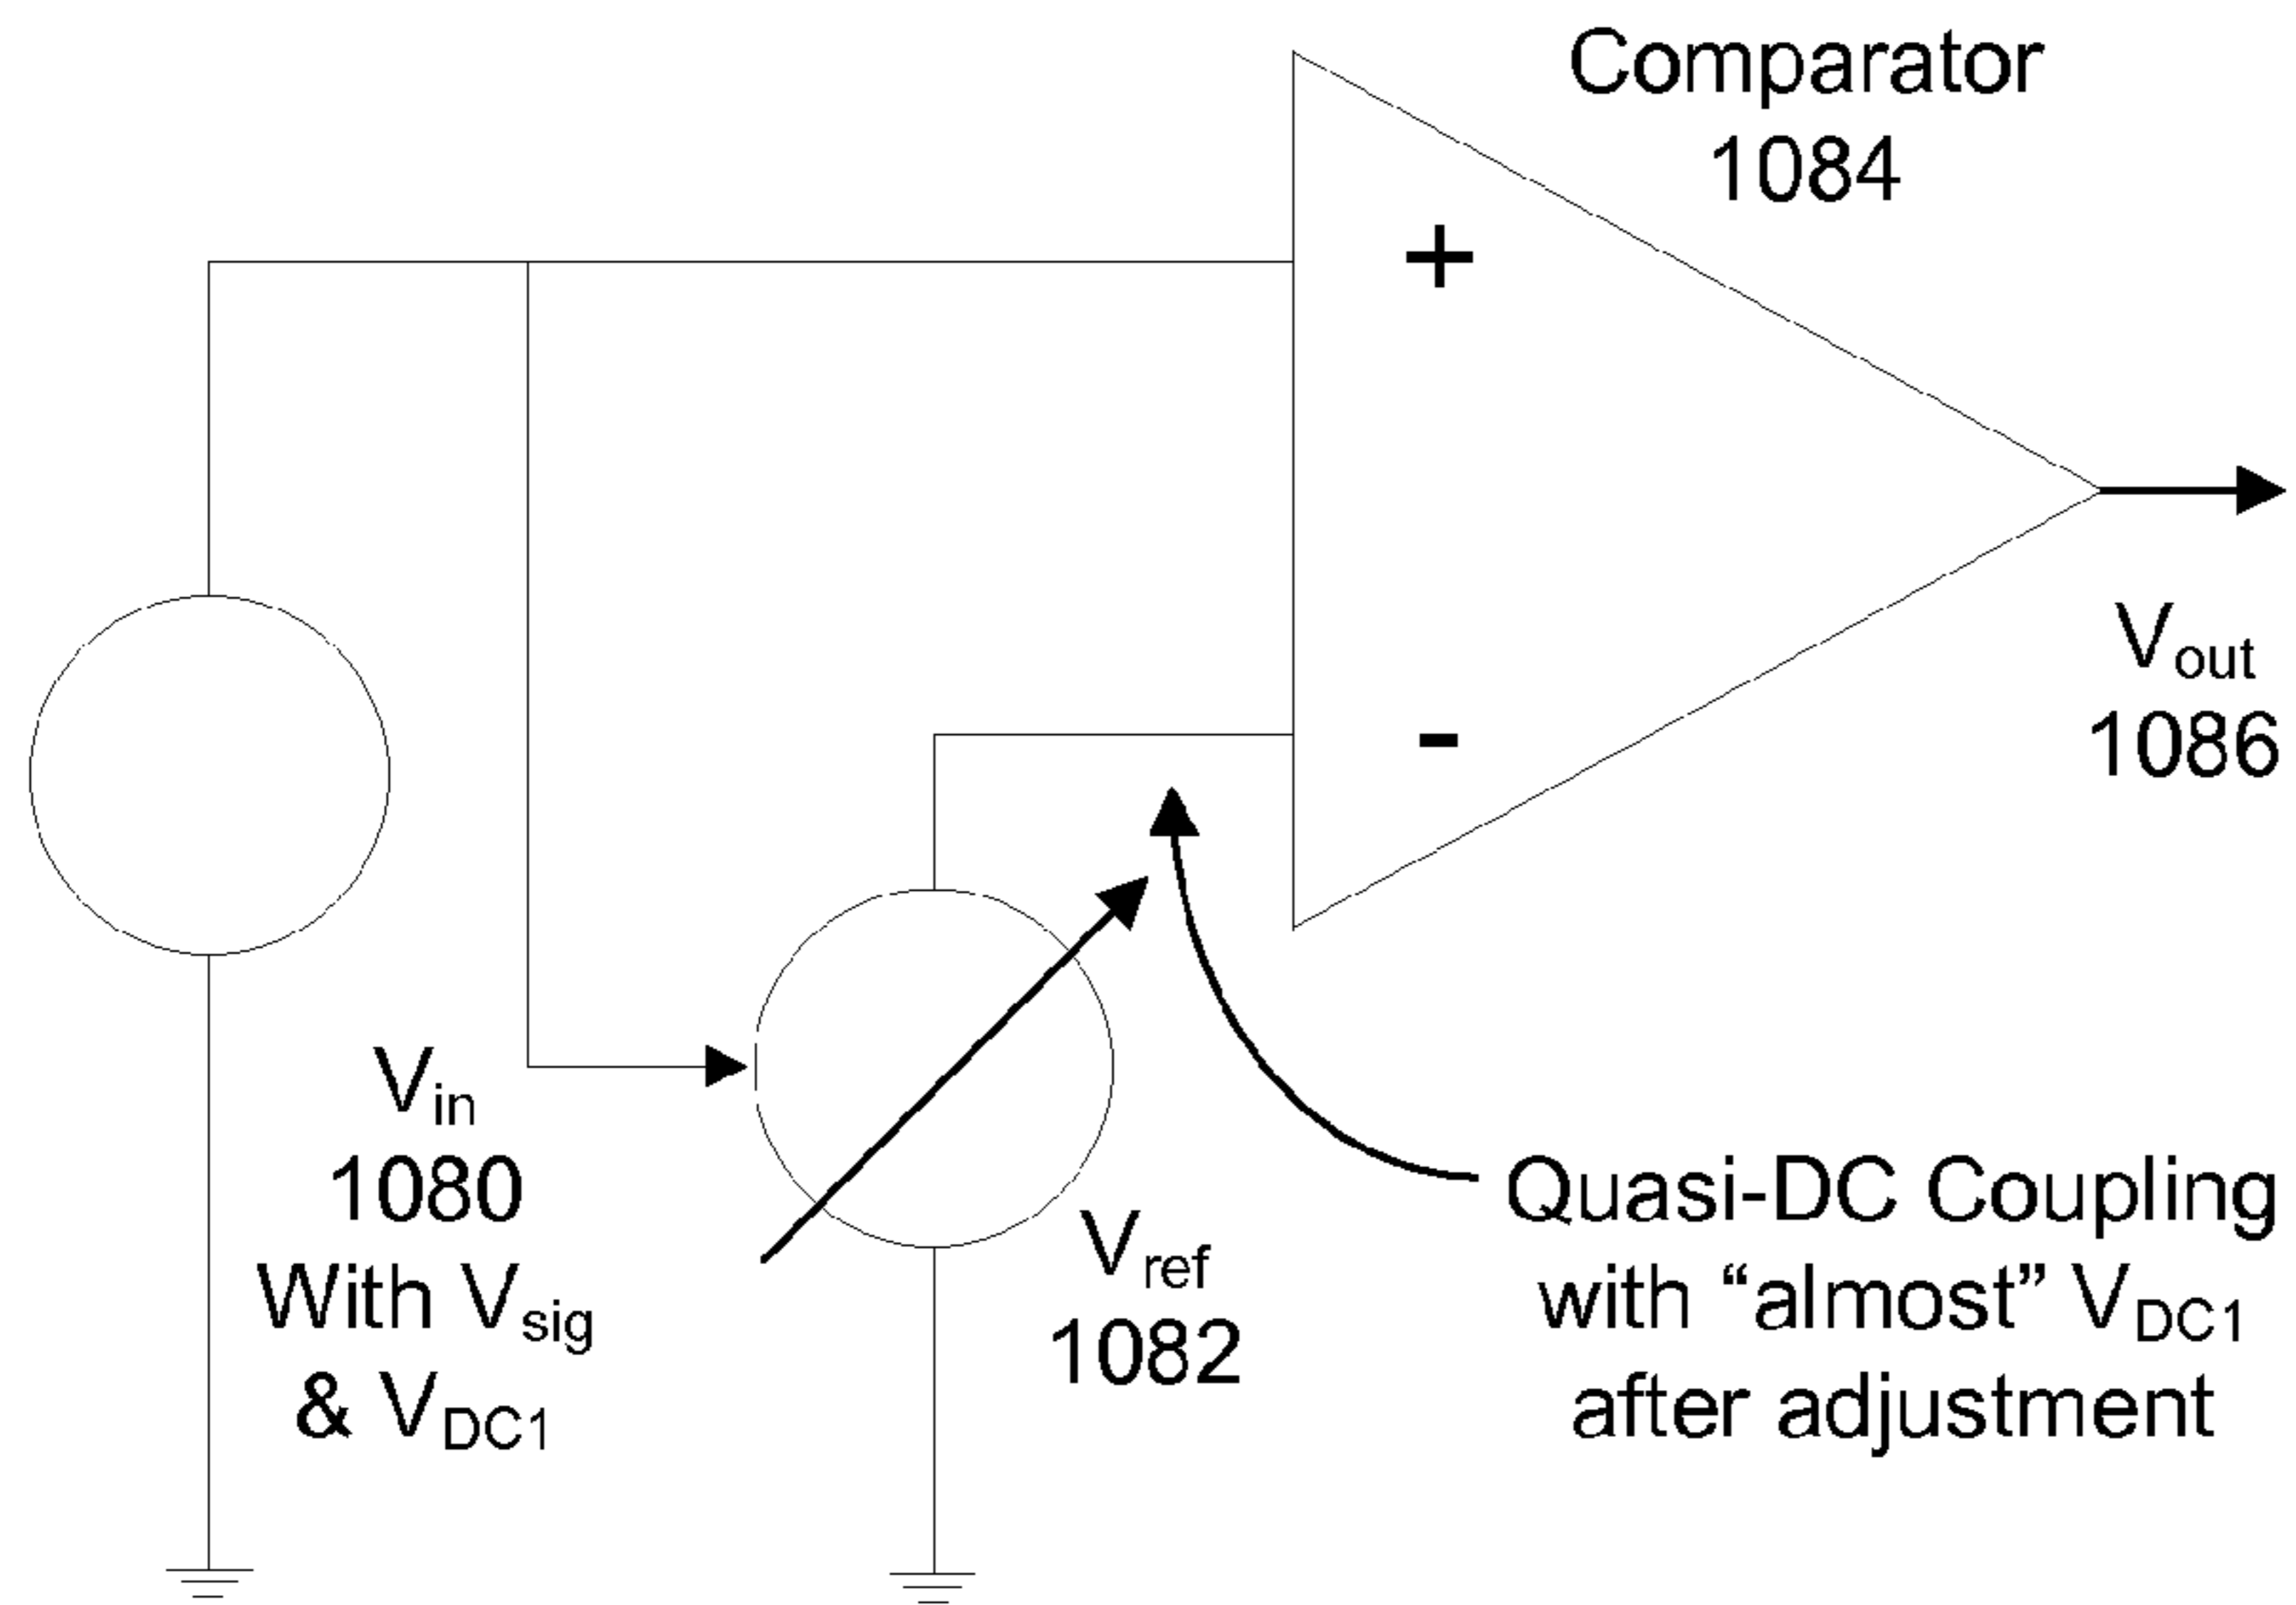 Comparator
1084
+
-
Vout
1086
Vin
1080
With Vsig
& VDC1
Vref
1082
Quasi-DC Coupling
with “almost” VDC1
after adjustment